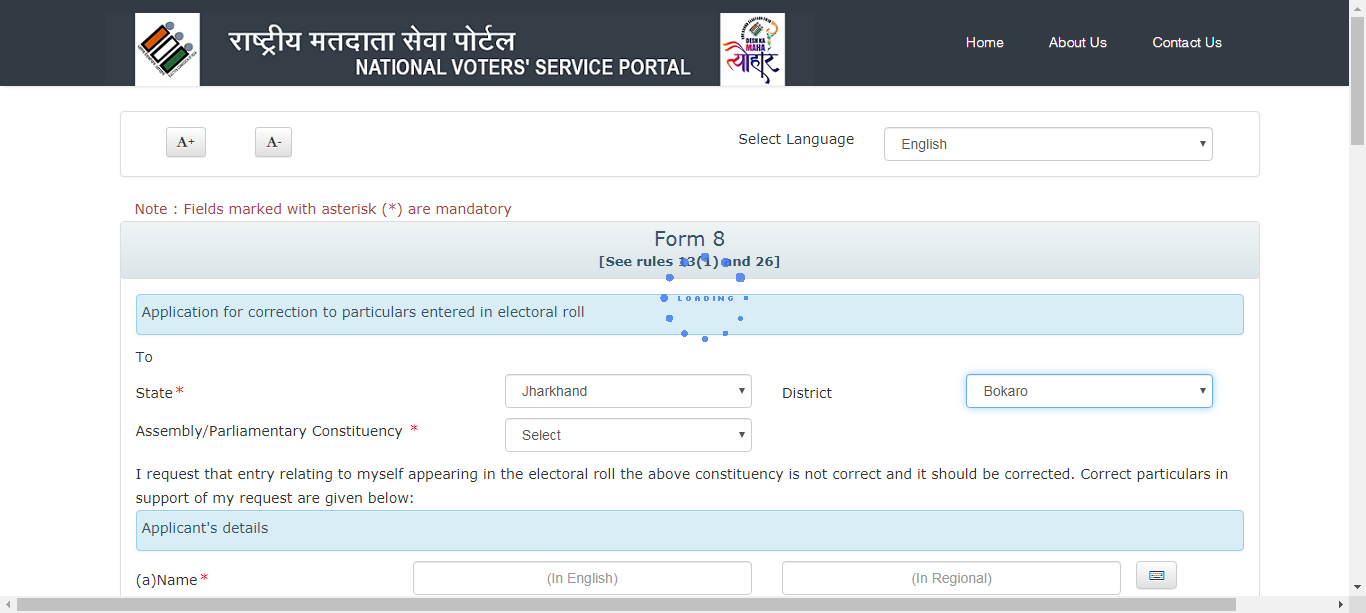 राष्ट्रीय मतदाता सेवा पोर्टल
NATIONAL VOTERS' SERVICE PORTAL
DESH KA
MAHA
त्यौहार
Home About Us Contact Us
A+ A- Select Language English
Note : Fields marked with asterisk (*) are mandatory
Form 8
[See rules 13(1) and 26]
LOADING
Application for correction to particulars entered in electoral roll
To
State* Jharkhand District Bokaro
Assembly/Parliamentary Constituency * Select
I request that entry relating to myself appearing in the electoral roll the above constituency is not correct and it should be corrected. Correct particulars in
support of my request are given below:
Applicant's details
(a)Name* (In English) (In Regional)